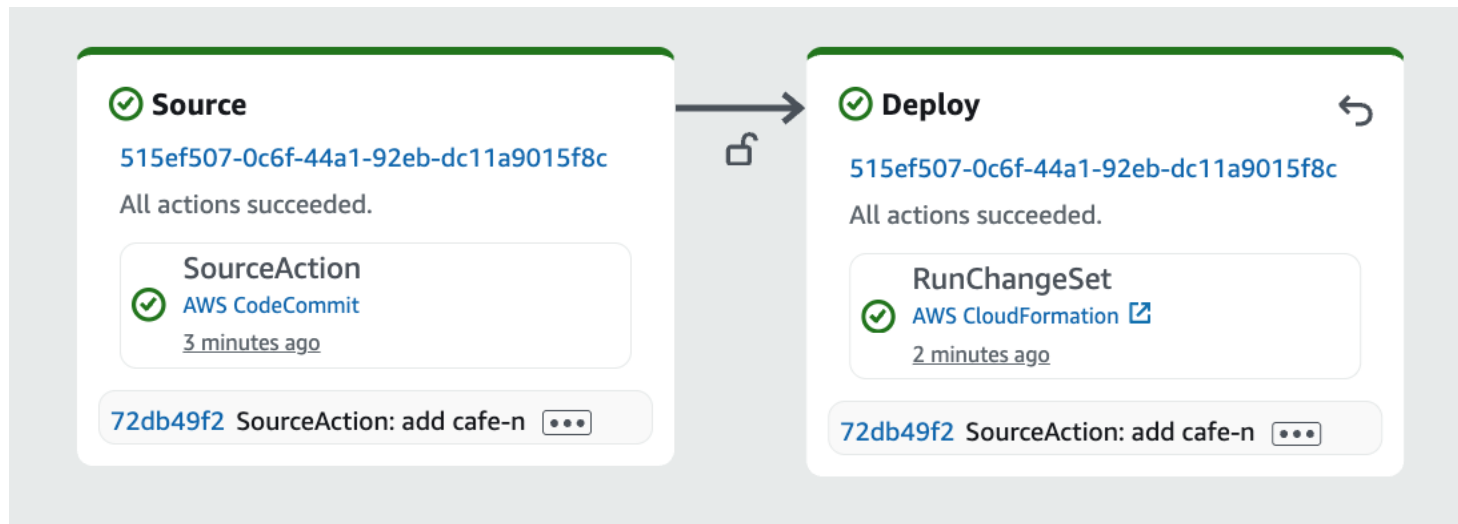 Source
515ef507-0c6f-44a1-92eb-dc11a9015f8c
All actions succeeded.
SourceAction
AWS CodeCommit
3 minutes ago
72db49f2 SourceAction: add cafe-n
Deploy
515ef507-0c6f-44a1-92eb-dc11a9015f8c
All actions succeeded.
RunChangeSet
AWS CloudFormation
2 minutes ago
72db49f2 SourceAction: add cafe-n